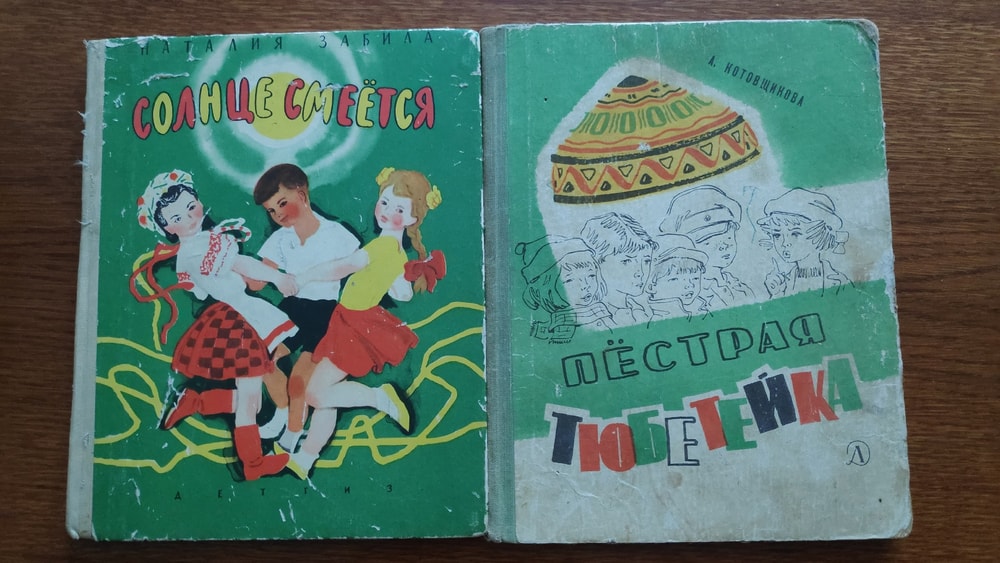 НАТАЛИЯ ЗАБИЛА
СОЛНЦЕ СМЕЁТСЯ
ДЕТГИЗ
А. КОТОВЩИКОВА
ПЁСТРАЯ
ТЮБЕТЕЙКА
Д